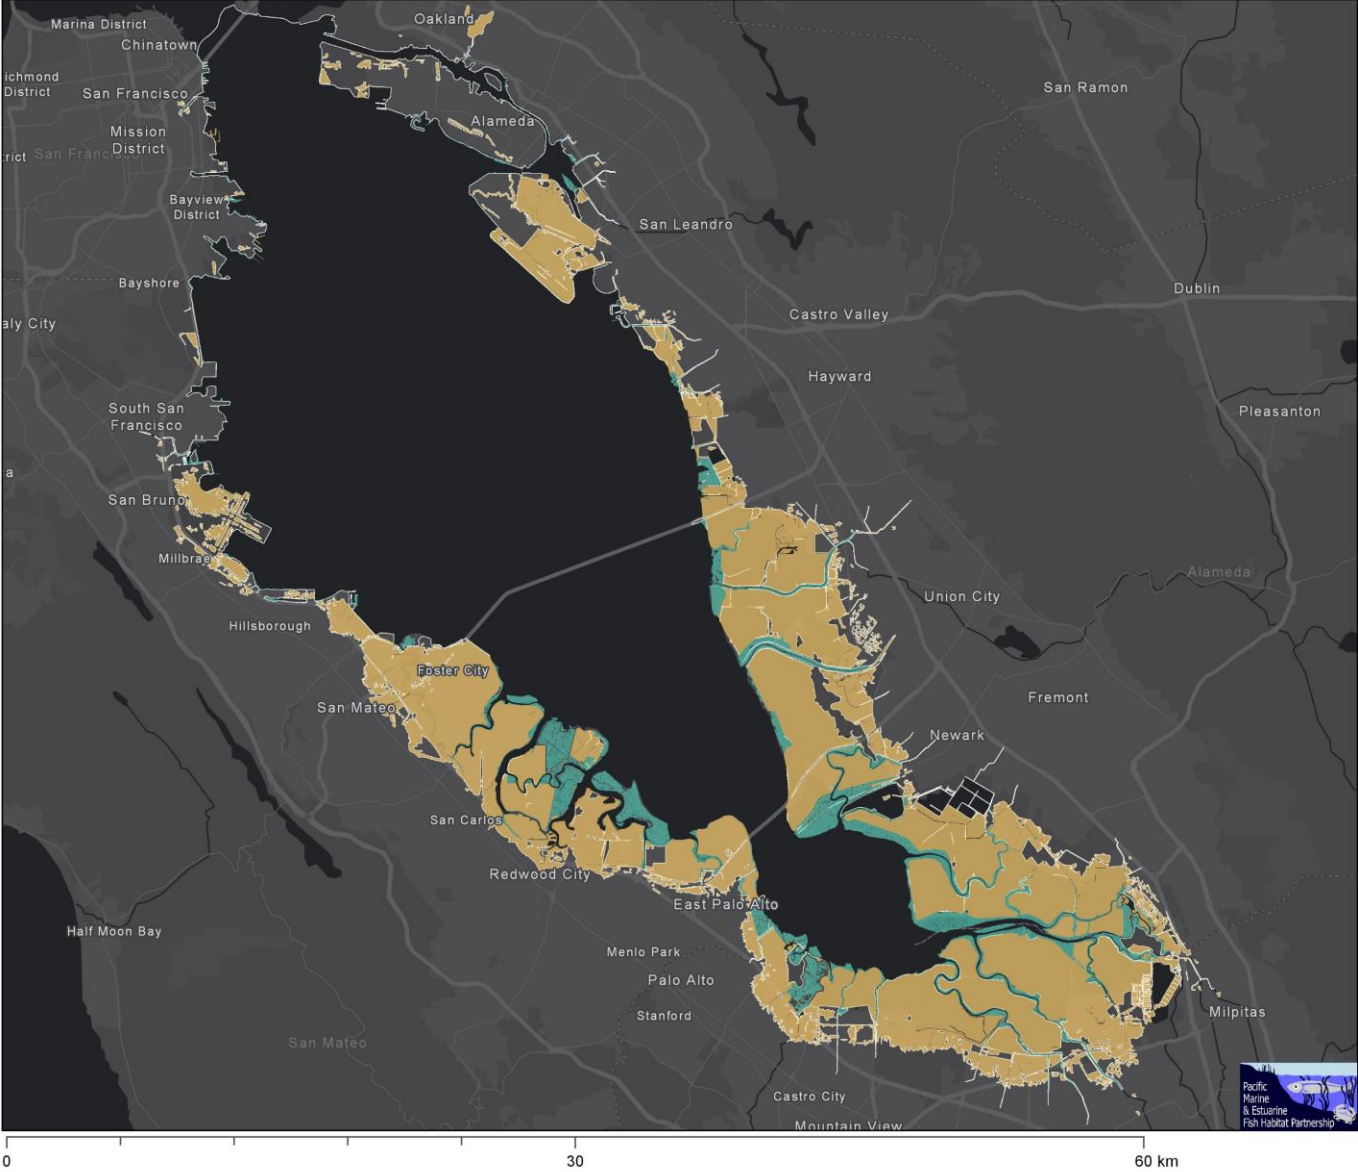 Marina District
Oakland
Chinatown
ichmond
District
San Francisco
San Ramon
Mission
District
Alameda
trict
San Francisco
Bayview
District
San Leandro
Bayshore
Dublin
aly City
Castro Valley
Hayward
South San
Francisco
Pleasanton
a
San Bruno
Millbrae
Alameda
Union City
Hillsborough
Foster City
San Mateo
Fremont
Newark
San Carlos
Redwood City
East Palo Alto
Half Moon Bay
Menlo Park
Palo Alto
Stanford
Milpitas
San Mateo
Castro City
Mountain View
Pacific
Marine
& Estuarine
Fish Habitat Partnership
0 30 60 km